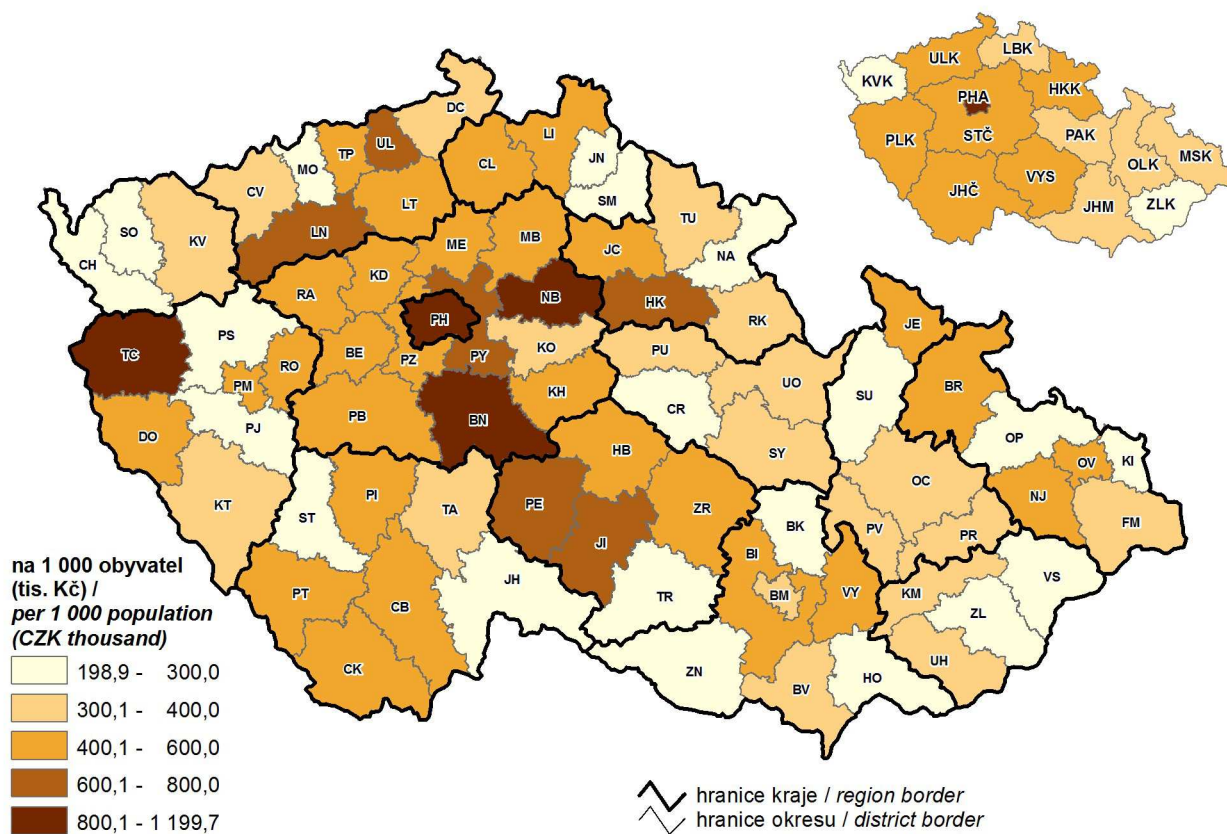 ULK
LBK
KVK
HKK
PHA
PLK
STČ
PAK
OLK
MSK
JHČ
VYS
JHM
ZLK
DC
UL
LI
MO
TP
CL
JN
CV
SM
LT
TU
SO
KV
LN
ME
MB
JC
NA
CH
KD
RA
NB
HK
PH
RK
JE
PS
TC
BE
PZ
PY
KO
PU
RO
PM
UO
BR
SU
KH
CR
PB
BN
DO
PJ
OP
HB
SY
OV
KI
OC
NJ
KT
ST
PI
TA
PE
ZR
BK
PV
PR
FM
JI
BI
JH
VS
PT
TR
BM
VY
KM
CB
ZL
CK
UH
ZN
HO
BV
na 1 000 obyvatel
(tis. Kč) /
per 1 000 population
(CZK thousand)
198,9 - 300,0
300,1 - 400,0
400,1 - 600,0
600,1 - 800,0
800,1 - 1 199,7
hranice kraje / region border
hranice okresu / district border